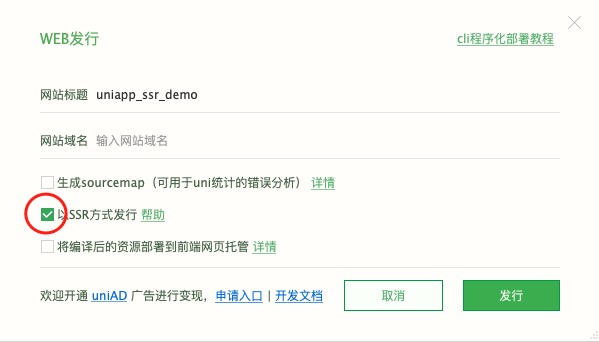 WEB发行
cli程序化部署教程
网站标题 uniapp_ssr_demo
网站域名 输入网站域名
生成sourcemap（可用于uni统计的错误分析） 详情
以SSR方式发行 帮助
将编译后的资源部署到前端网页托管 详情
欢迎开通 uniAD 广告进行变现，申请入口 | 开发文档
取消
发行